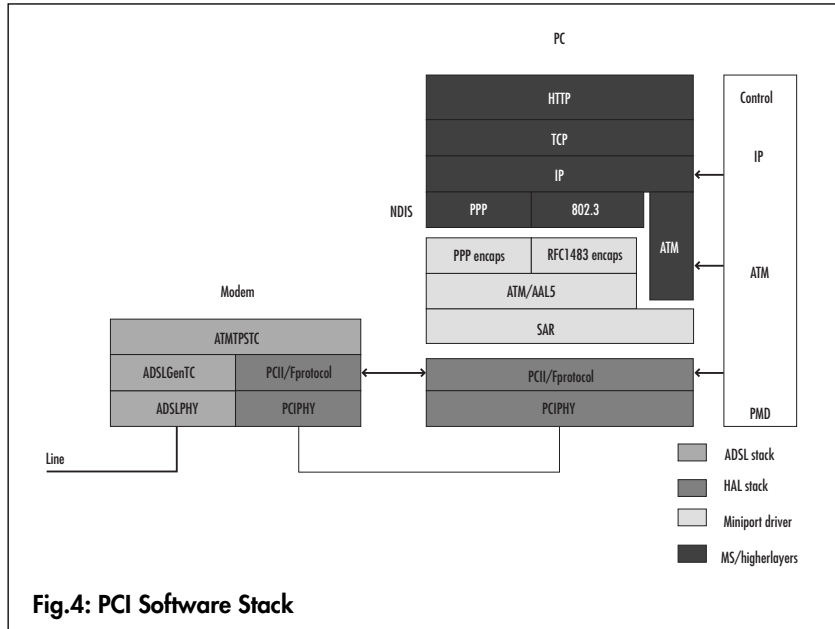 PC
HTTP
Control
TCP
IP
IP
NDIS
PPP
802.3
ATM
PPP encaps
RFC1483 encaps
ATM
ATM/AAL5
Modem
SAR
ATMTPSTC
ADSLGenTC
PCII/Fprotocol
PCII/Fprotocol
ADSLPHY
PCIPHY
PCIPHY
PMD
Line
ADSL stack
HAL stack
Miniport driver
MS/higherlayers
Fig.4: PCI Software Stack